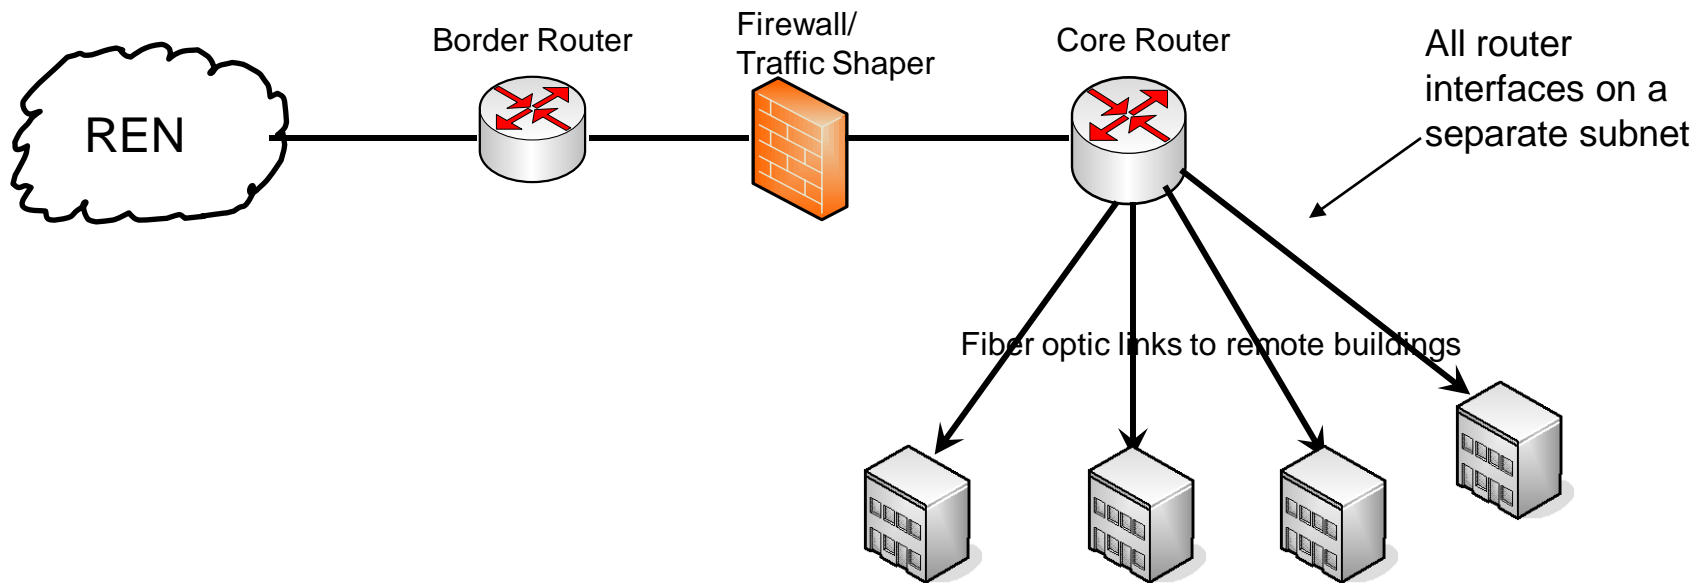 REN
Border Router
Firewall/
Traffic Shaper
Core Router
All router
interfaces on a
separate subnet
Fiber optic links to remote buildings